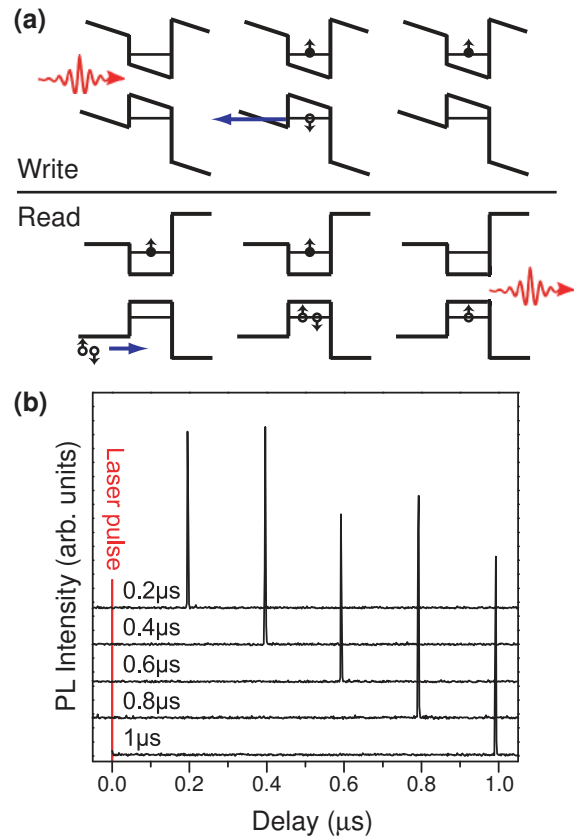 (a)
Write
Read
(b)
PL Intensity (arb. units)
Laser pulse
0.2µs
0.4µs
0.6µs
0.8µs
1µs
0.0 0.2 0.4 0.6 0.8 1.0
Delay (µs)